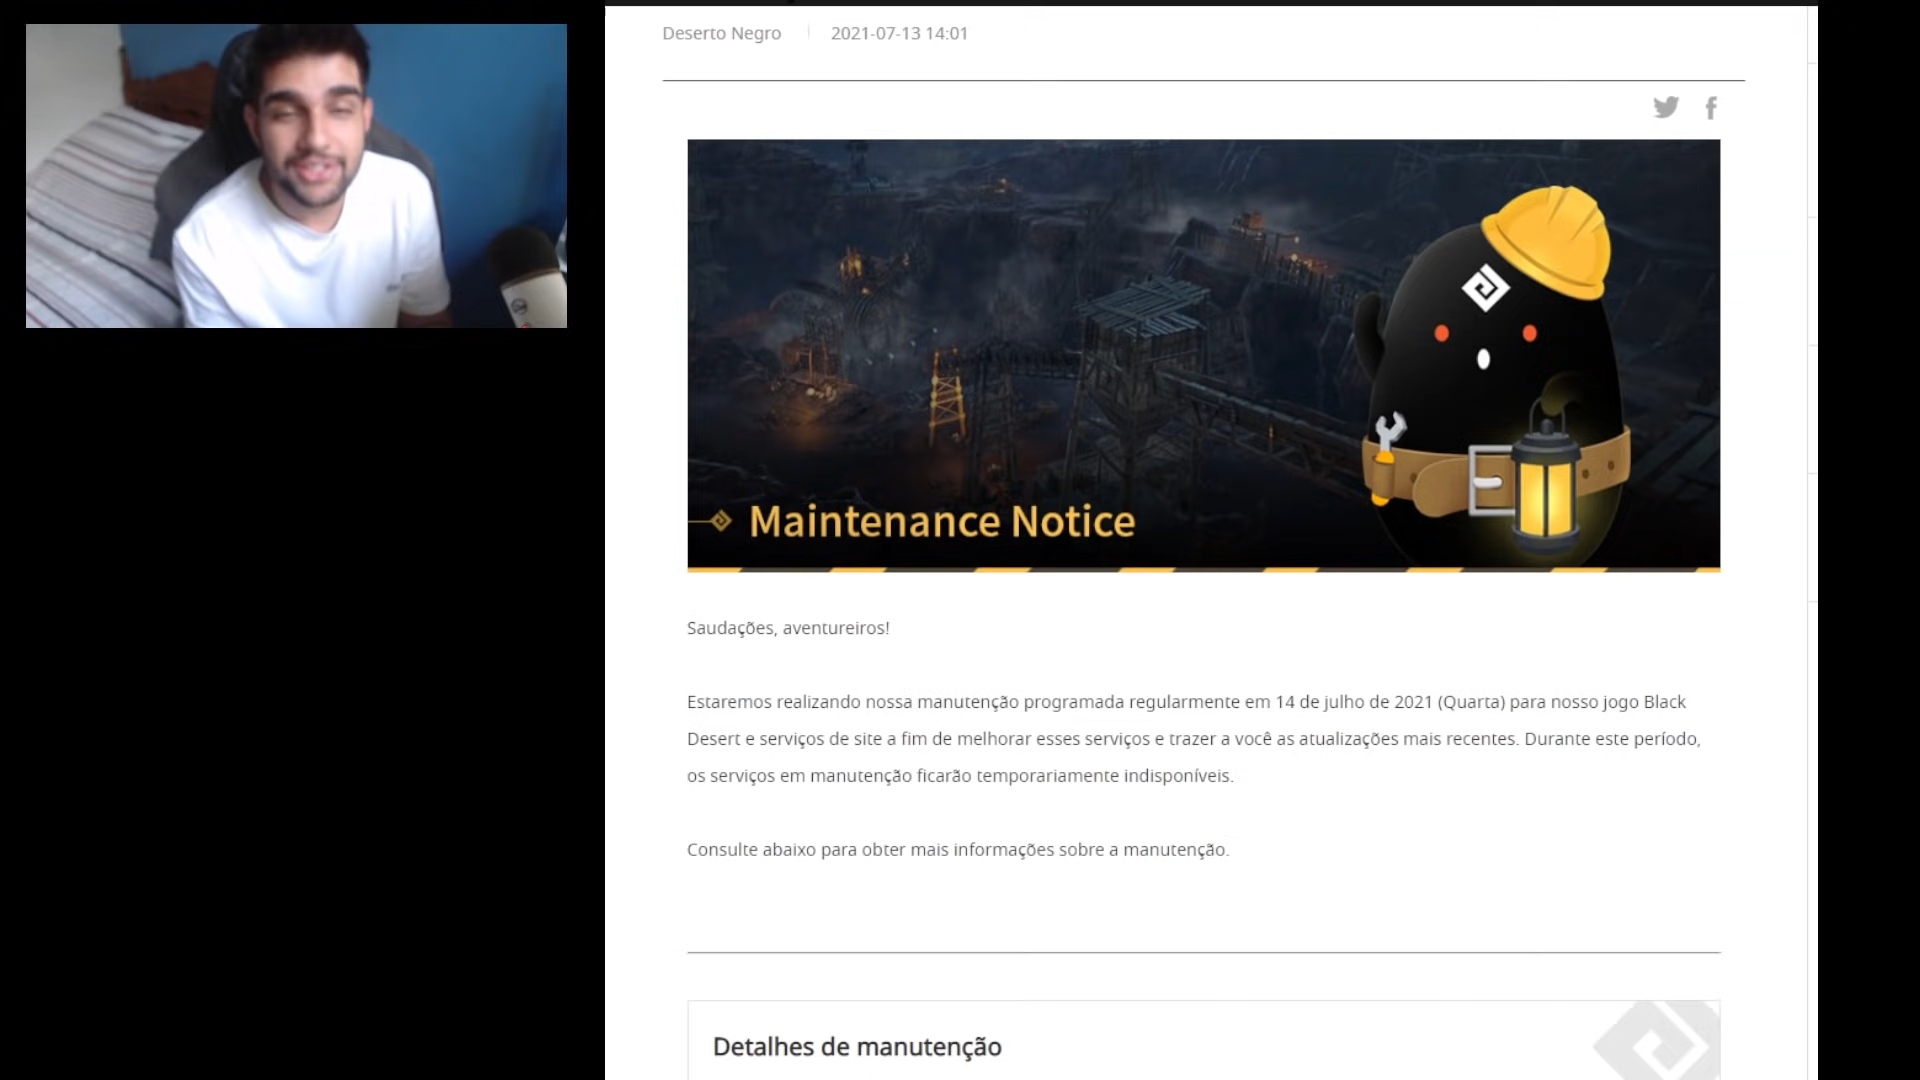 Deserto Negro
2021-07-13 14:01
Maintenance Notice
Saudações, aventureiros!
Estaremos realizando nossa manutenção programada regularmente em 14 de julho de 2021 (Quarta) para nosso jogo Black
Desert e serviços de site a fim de melhorar esses serviços e trazer a você as atualizações mais recentes. Durante este período,
os serviços em manutenção ficarão temporariamente indisponíveis.
Consulte abaixo para obter mais informações sobre a manutenção.
Detalhes de manutenção